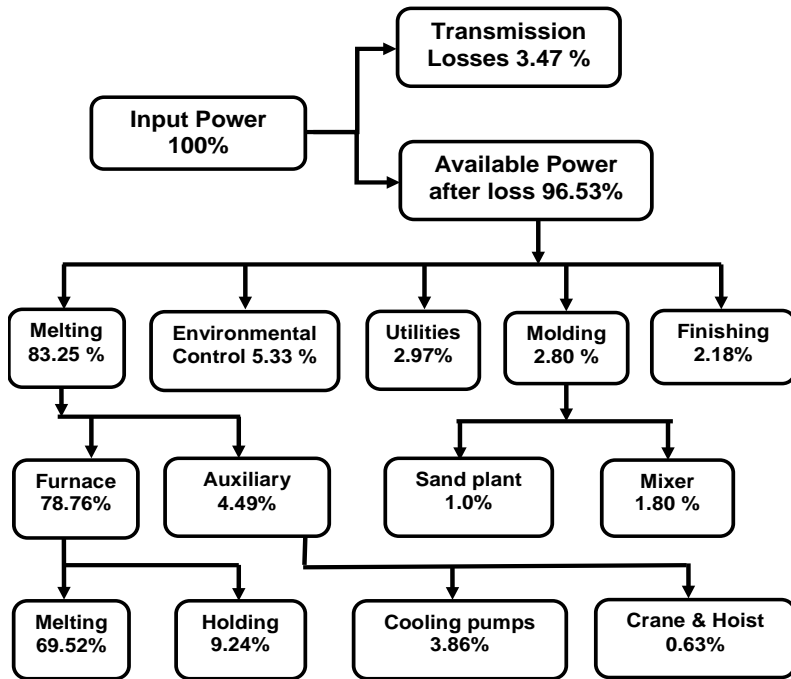 Transmission
Losses 3.47 %
Input Power
100%
Available Power
after loss 96.53%
Melting
83.25 %
Environmental
Control 5.33 %
Utilities
2.97%
Molding
2.80 %
Finishing
2.18%
Furnace
78.76%
Auxiliary
4.49%
Sand plant
1.0%
Mixer
1.80 %
Melting
69.52%
Holding
9.24%
Cooling pumps
3.86%
Crane & Hoist
0.63%